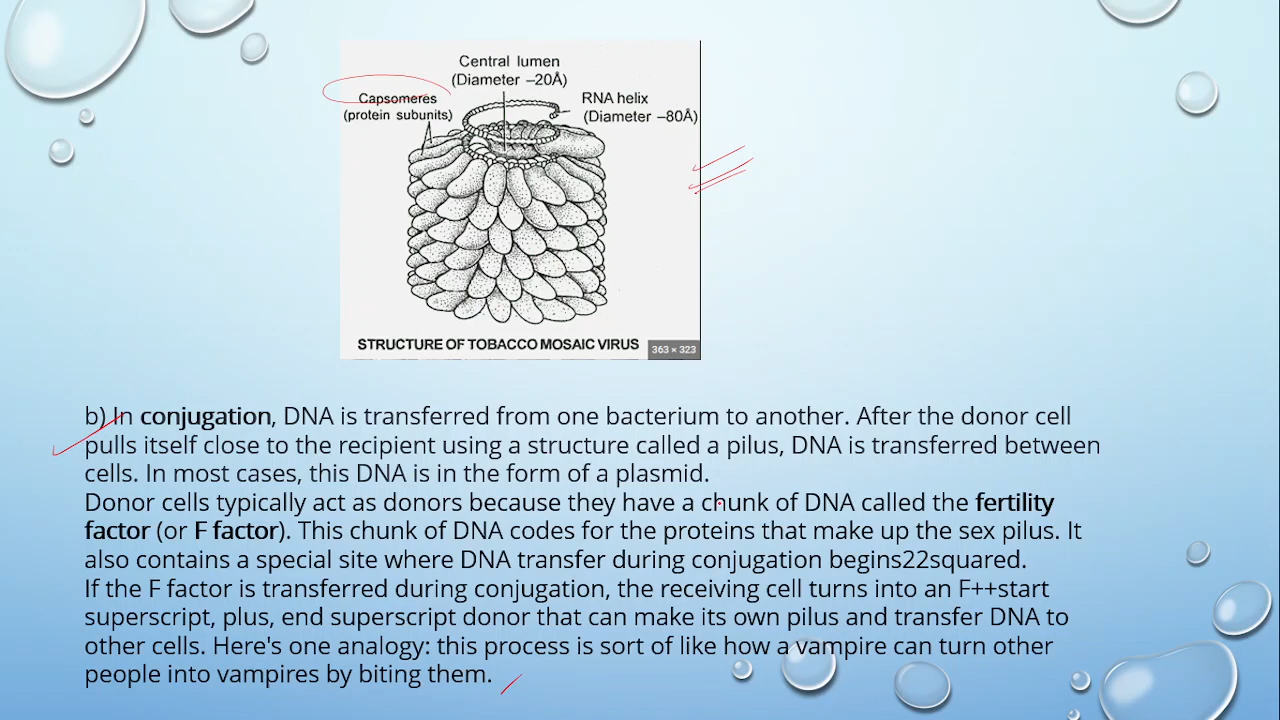 Central lumen
(Diameter –20Å)
Capsomeres
(protein subunits)
RNA helix
(Diameter –80Å)
STRUCTURE OF TOBACCO MOSAIC VIRUS
363 × 323
b) In conjugation, DNA is transferred from one bacterium to another. After the donor cell
pulls itself close to the recipient using a structure called a pilus, DNA is transferred between
cells. In most cases, this DNA is in the form of a plasmid.
Donor cells typically act as donors because they have a chunk of DNA called the fertility
factor (or F factor). This chunk of DNA codes for the proteins that make up the sex pilus. It
also contains a special site where DNA transfer during conjugation begins22squared.
If the F factor is transferred during conjugation, the receiving cell turns into an F++start
superscript, plus, end superscript donor that can make its own pilus and transfer DNA to
other cells. Here's one analogy: this process is sort of like how a vampire can turn other
people into vampires by biting them.